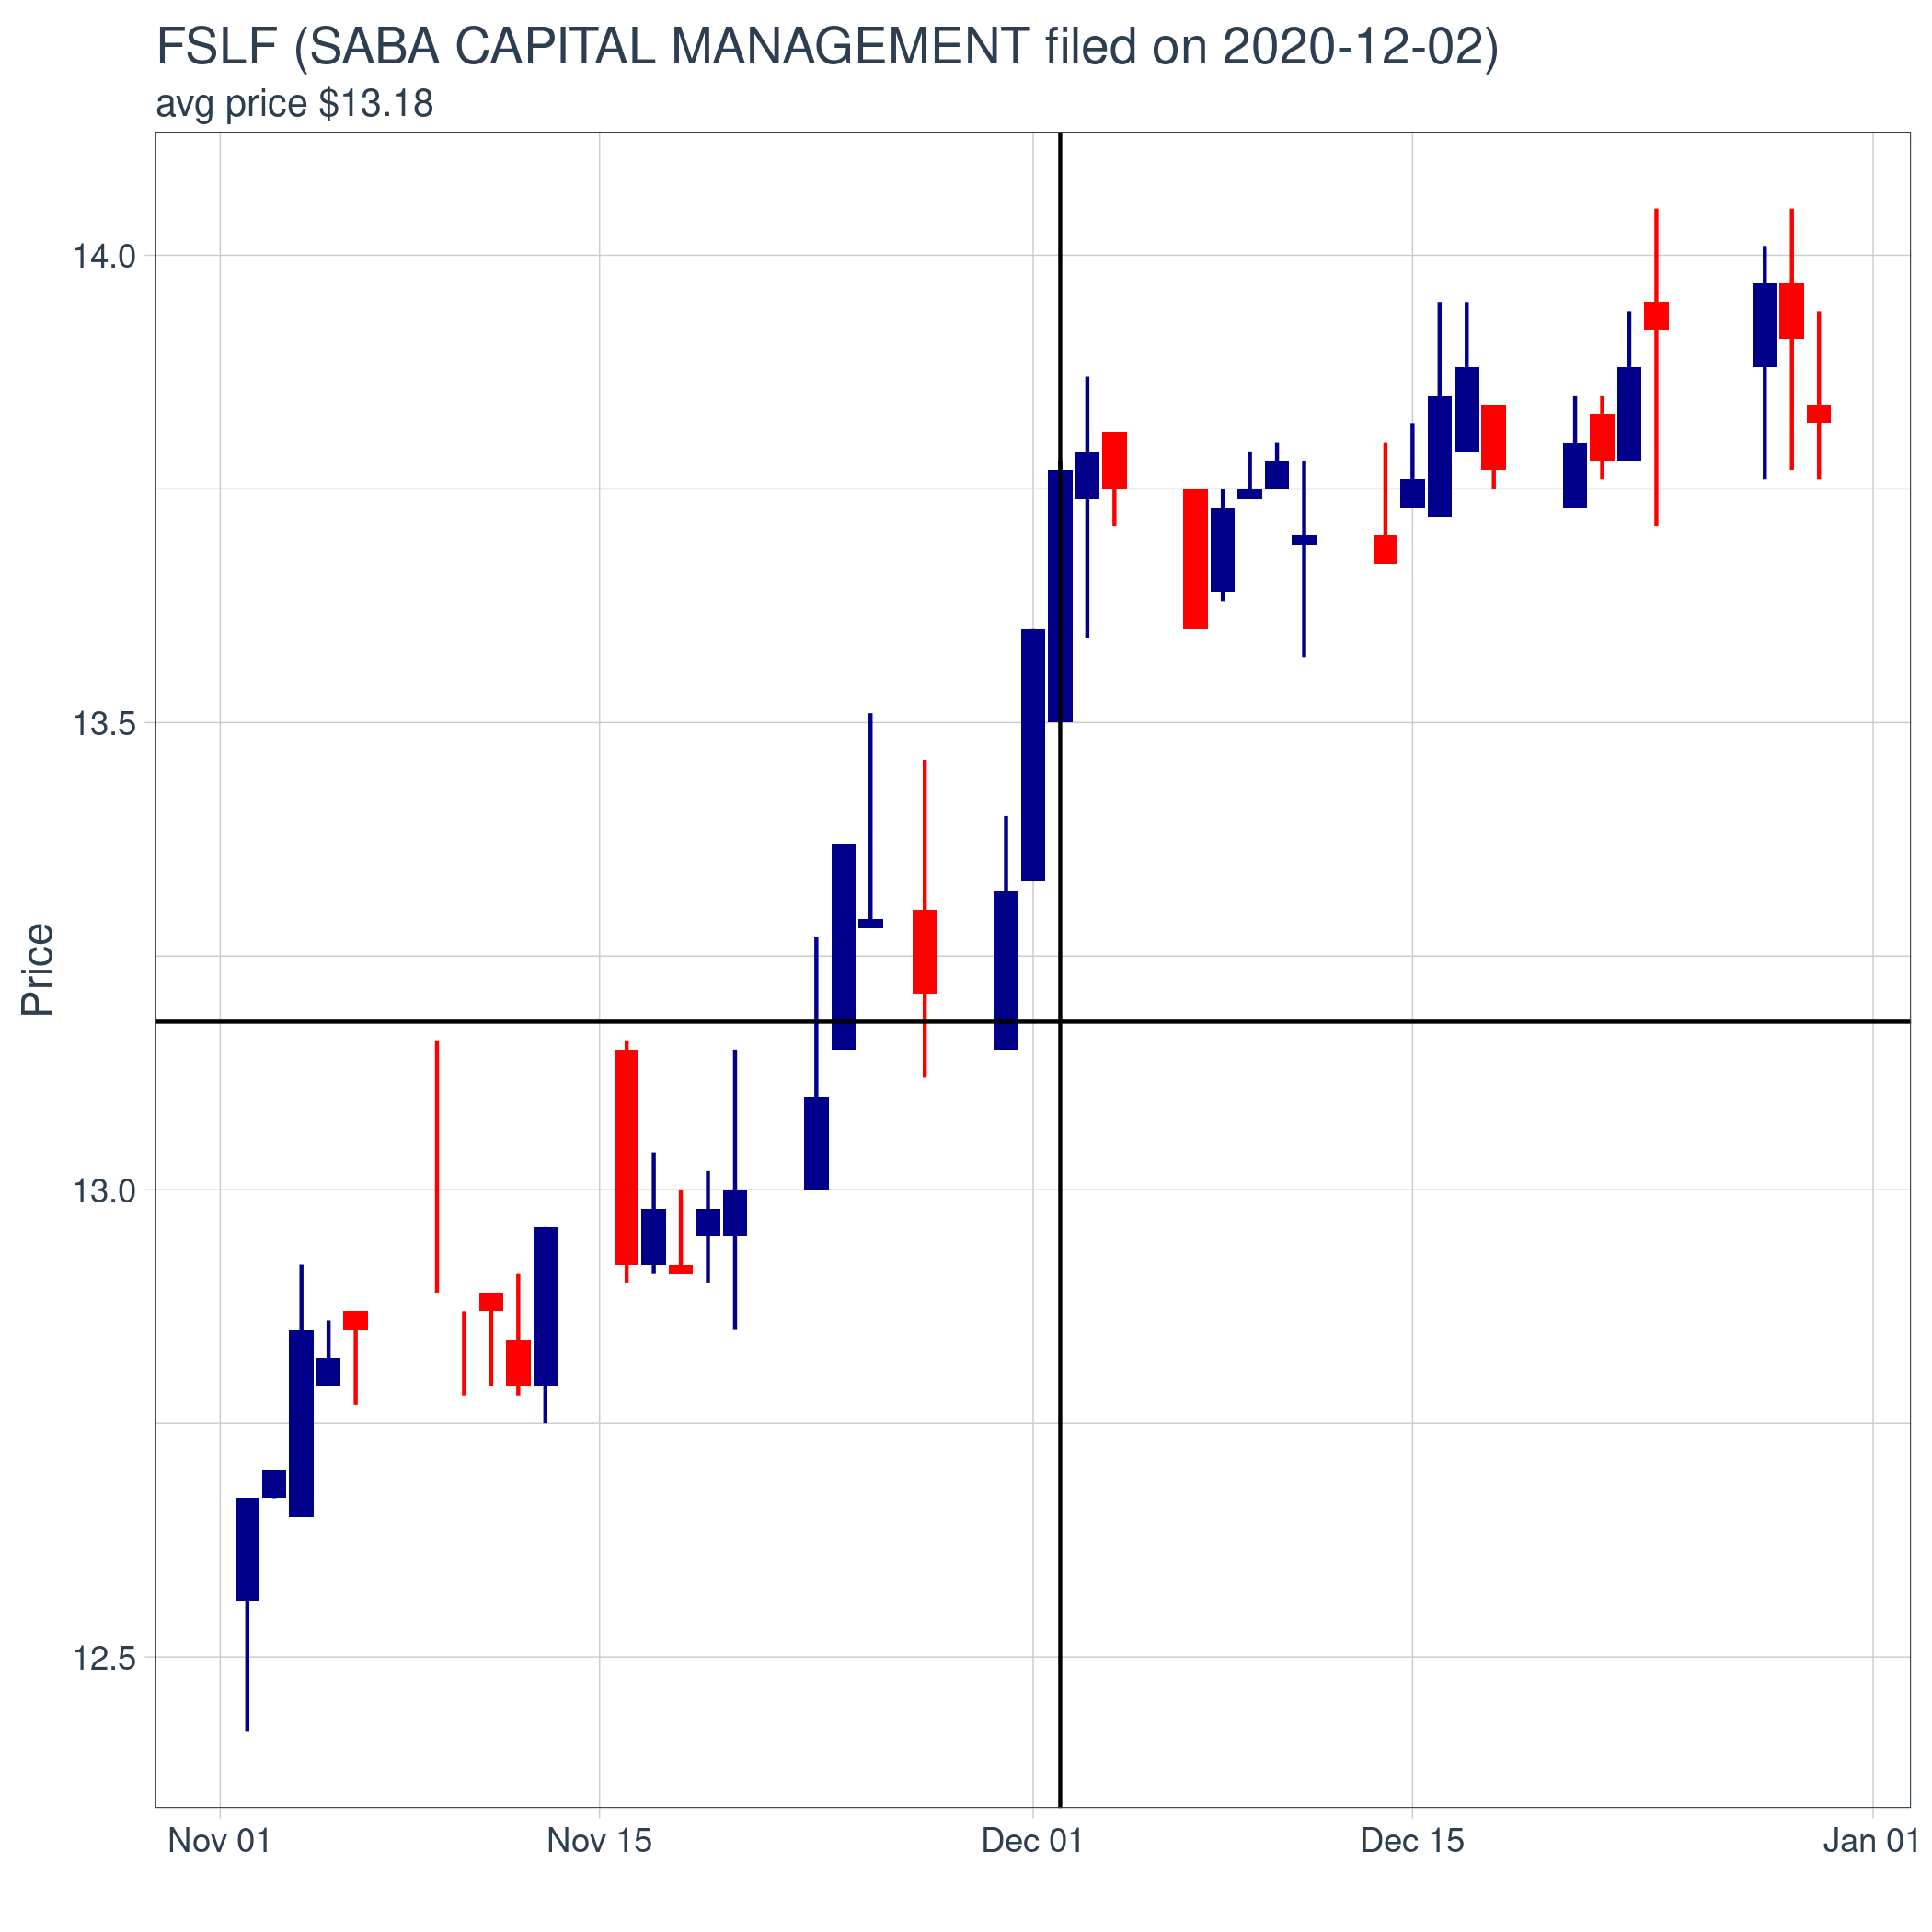 FSLF (SABA CAPITAL MANAGEMENT filed on 2020-12-02)
avg price $13.18
14.0
13.5
13.0
12.5
Price
Nov 01
Nov 15
Dec 01
Dec 15
Jan 01